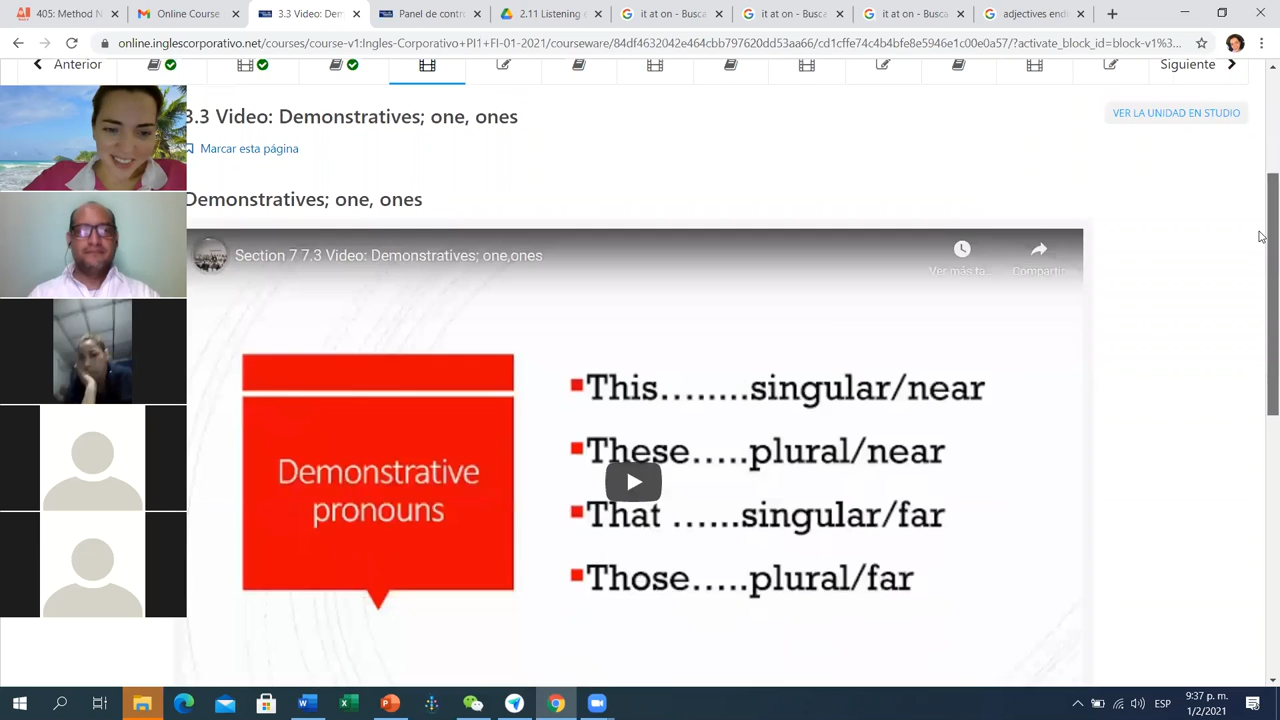 405: Method N
Online Course
3.3 Video: Dem
Panel de const
2.11 Listening
it at on - Busca
it at on - Busca
it at on - Busca
adjectives endi
online.inglescorporativo.net/courses/course-v1:Ingles-Corporativo+PI1+FI-01-2021/courseware/84df4632042e464cbb797620dd53aa66/cd1cffe74c4b4bfe8e5946e1c00e0a57/?activate_block_id=block-v1%3...
Anterior
Siguiente
3.3 Video: Demonstratives; one, ones
VER LA UNIDAD EN STUDIO
Marcar esta página
Demonstratives; one, ones
Section 7 7.3 Video: Demonstratives; one,ones
Ver más ta...
Compartir
Demonstrative
pronouns
This........singular/near
These.....plural/near
That ......singular/far
Those.....plural/far
ESP
9:37 p. m.
1/2/2021